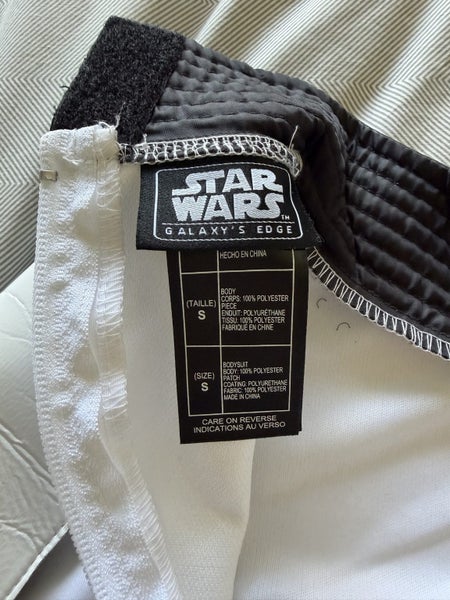 STAR
WARS
TM
GALAXY'S EDGE
HECHO EN CHINA
(TAILLE)
S
BODY
CORPS: 100% POLYESTER
PIECE
ENDUIT: POLYURÉTHANE
TISSU: 100% POLYESTER
FABRIQUÉ EN CHINE
(SIZE)
S
BODYSUIT
BODY: 100% POLYESTER
PATCH
COATING: POLYURETHANE
FABRIC: 100% POLYESTER
MADE IN CHINA
CARE ON REVERSE
INDICATIONS AU VERSO